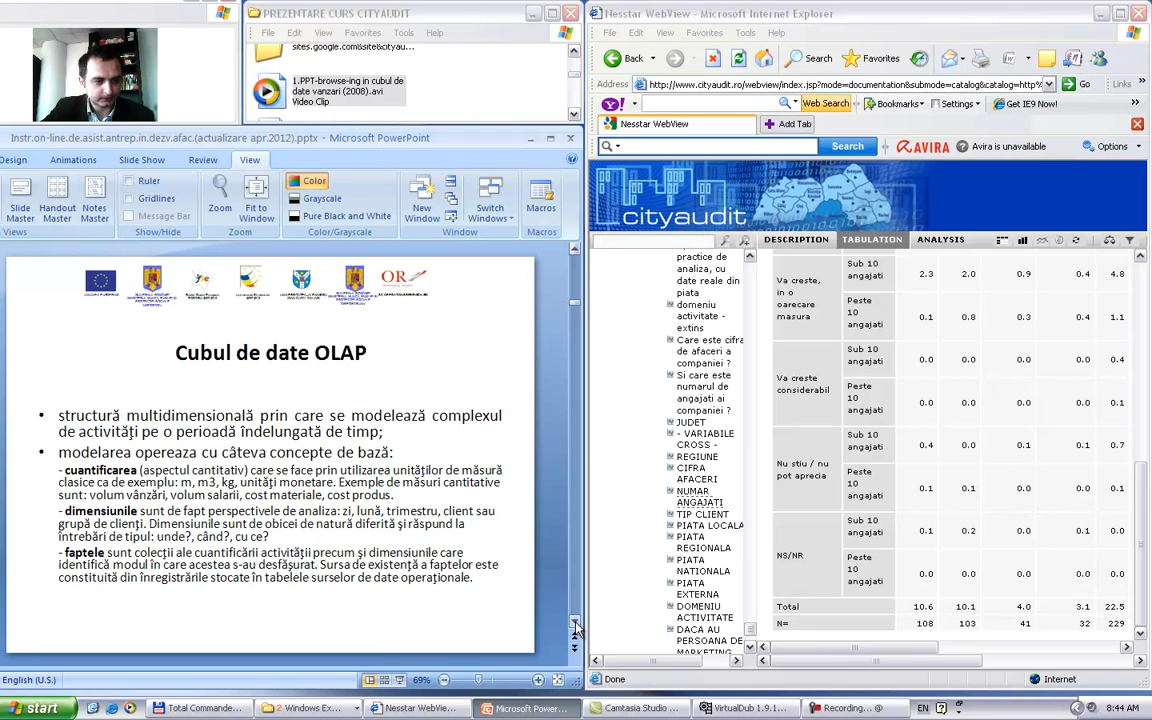 PREZENTARE CURS CITYAUDIT
File Edit View Favorites Tools Help
sites.google.com&site&cityau...
1.PPT-browse-ing in cubul de
date vanzari (2008).avi
Video Clip
Instr.on-line.de.asist.antrep.in.dezv.afac.(actualizare apr.2012).pptx - Microsoft PowerPoint
Design Animations Slide Show Review View
Slide
Master
Handout
Master
Notes
Master
Views
Ruler
Gridlines
Message Bar
Show/Hide
Zoom
Fit to
Window
Zoom
Color
Grayscale
Pure Black and White
Color/Grayscale
New
Window
Switch
Windows
Window
Macros
Macros
OR
Cubul de date OLAP
• structură multidimensională prin care se modelează complexul
de activități pe o perioadă îndelungată de timp;
• modelarea opereaza cu câteva concepte de bază:
- cuantificarea (aspectul cantitativ) care se face prin utilizarea unităţilor de măsură
clasice ca de exemplu: m, m3, kg, unităţi monetare. Exemple de măsuri cantitative
sunt: volum vânzări, volum salarii, cost materiale, cost produs.
- dimensiunile sunt de fapt perspectivele de analiza: zi, lună, trimestru, client sau
grupă de clienţi. Dimensiunile sunt de obicei de natură diferită şi răspund la
întrebări de tipul: unde?, când?, cu ce?
- faptele sunt colecţii ale cuantificării activităţii precum şi dimensiunile care
identifică modul în care acestea s-au desfăşurat. Sursa de existenţă a faptelor este
constituită din înregistrările stocate în tabelele surselor de date operaţionale.
English (U.S.)
69%
Nesstar WebView - Microsoft Internet Explorer
File Edit View Favorites Tools Help
Back Search Favorites
Address http://www.cityaudit.ro/webview/index.jsp?mode=documentation&submode=catalog&catalog=http% Go Links
Y! Web Search Bookmarks Settings Get IE9 Now!
Nesstar WebView Add Tab
Search AVIRA Avira is unavailable Options
cityaudit
DESCRIPTION TABULATION ANALYSIS
practice de
analiza, cu
date reale din
piata
domeniu
activitate -
extins
Care este cifra
de afaceri a
companiei ?
Si care este
numarul de
angajati ai
companiei ?
JUDET
- VARIABILE
CROSS -
REGIUNE
CIFRA
AFACERI
NUMAR
ANGAJATI
TIP CLIENT
PIATA LOCALA
PIATA
REGIONALA
PIATA
NATIONALA
PIATA
EXTERNA
DOMENIU
ACTIVITATE
DACA AU
PERSOANA DE
MARKETING
Va creste,
in o
oarecare
masura
Sub 10
angajati
2.3 2.0 0.9 0.4 4.8
Peste
10
angajati
0.1 0.8 0.3 0.4 1.1
Va creste
considerabil
Sub 10
angajati
0.0 0.0 0.0 0.0 0.4
Peste
10
angajati
0.0 0.0 0.0 0.0 0.1
Nu stiu / nu
pot aprecia
Sub 10
angajati
0.4 0.0 0.1 0.1 0.7
Peste
10
angajati
0.1 0.1 0.0 0.0 0.1
NS/NR
Sub 10
angajati
0.1 0.2 0.0 0.1 0.0
Peste
10
angajati
0.0 0.0 0.0 0.0 0.0
Total 10.6 10.1 4.0 3.1 22.5
N= 108 103 41 32 229
Done Internet
start Total Commande... 2 Windows Ex... Nesstar WebView... Microsoft Power... Camtasia Studio ... VirtualDub 1.9.1... Recording... EN 8:44 AM